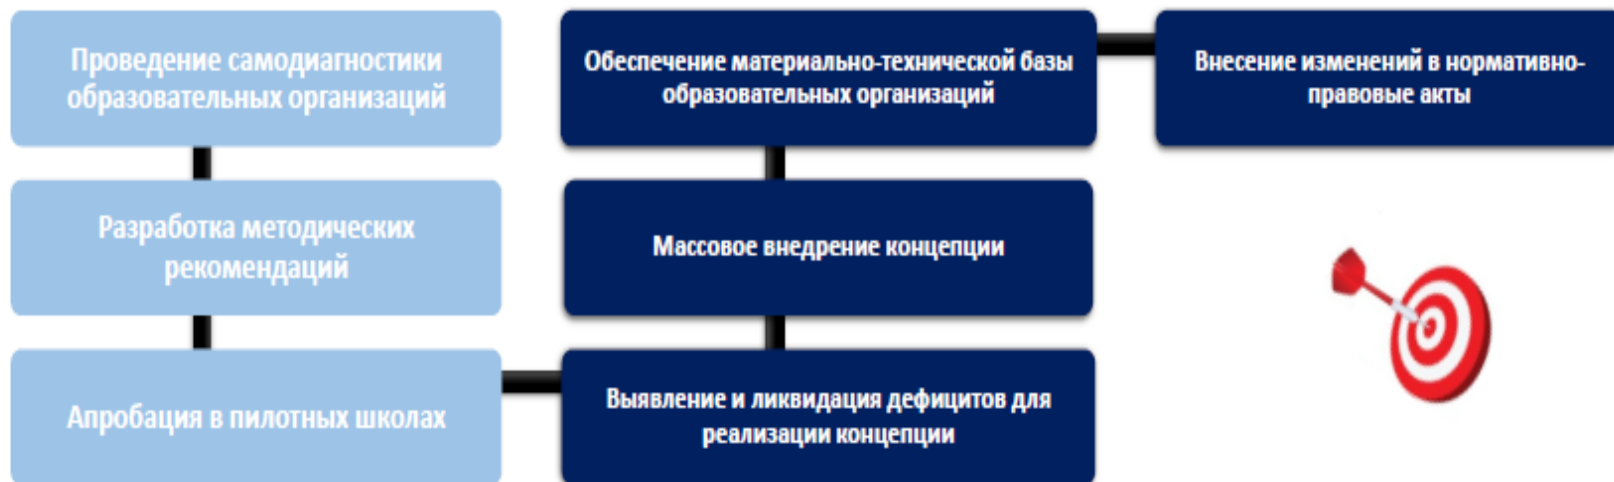 Проведение самодиагностики
образовательных организаций
Разработка методических
рекомендаций
Апробация в пилотных школах
Выявление и ликвидация дефицитов для
реализации концепции
Массовое внедрение концепции
Обеспечение материально-технической базы
образовательных организаций
Внесение изменений в нормативно-
правовые акты